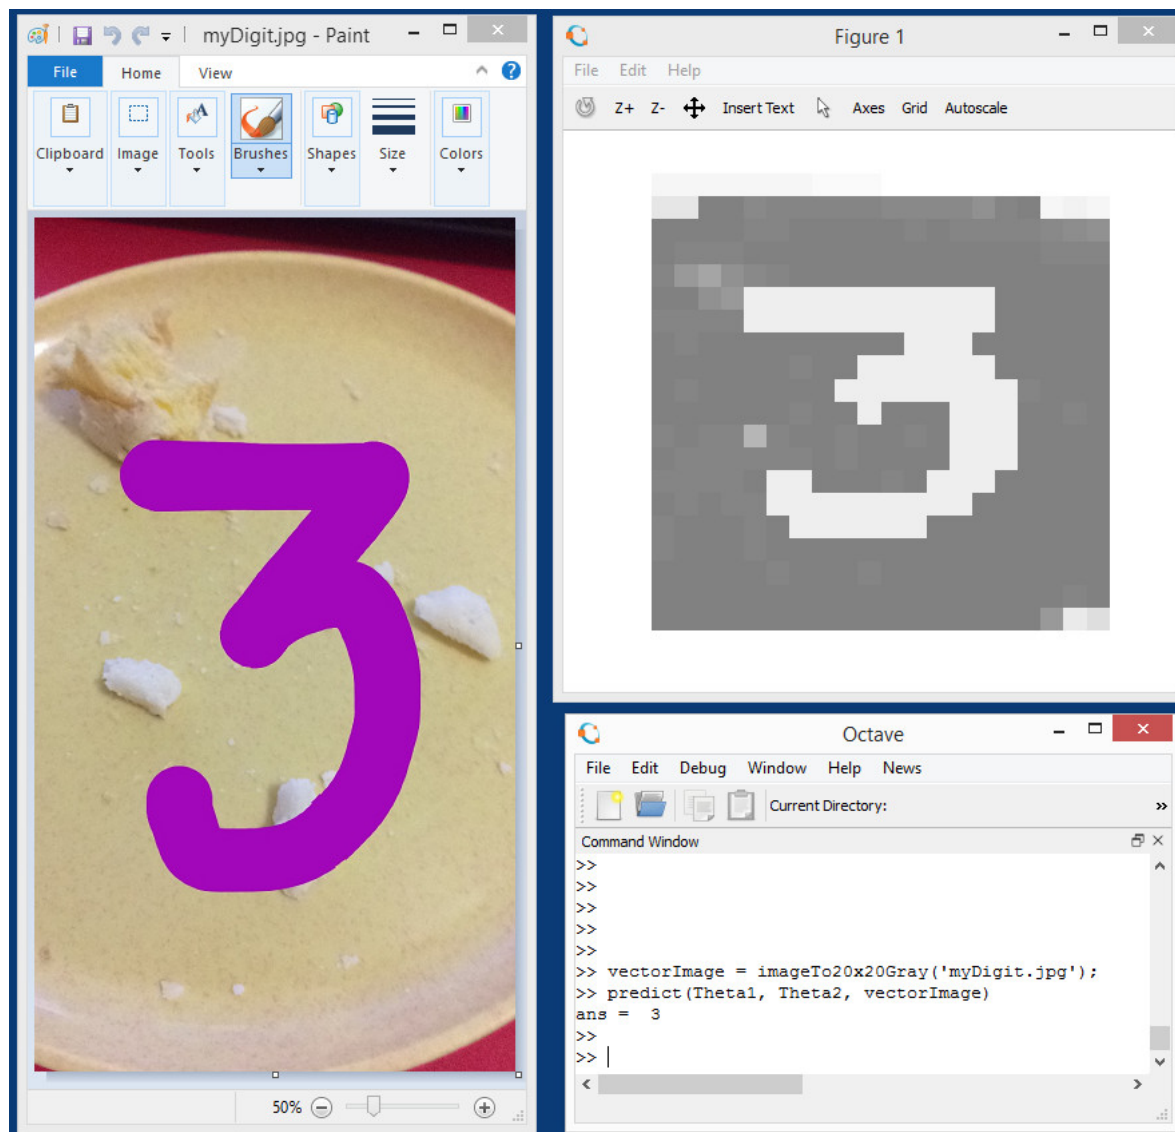 myDigit.jpg - Paint
File Home View
Clipboard Image Tools Brushes Shapes Size Colors
3
50%
Figure 1
File Edit Help
Z+ Z- Insert Text Axes Grid Autoscale
3
Octave
File Edit Debug Window Help News
Current Directory: »
Command Window
>>
>>
>>
>>
>>
>> vectorImage = imageTo20x20Gray('myDigit.jpg');
>> predict(Theta1, Theta2, vectorImage)
ans = 3
>>
>>